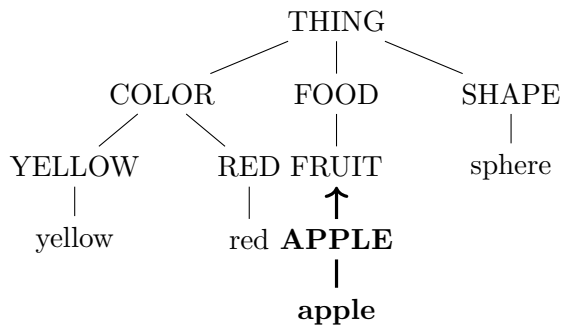 THING
COLOR FOOD SHAPE
YELLOW RED FRUIT sphere
yellow red APPLE
apple